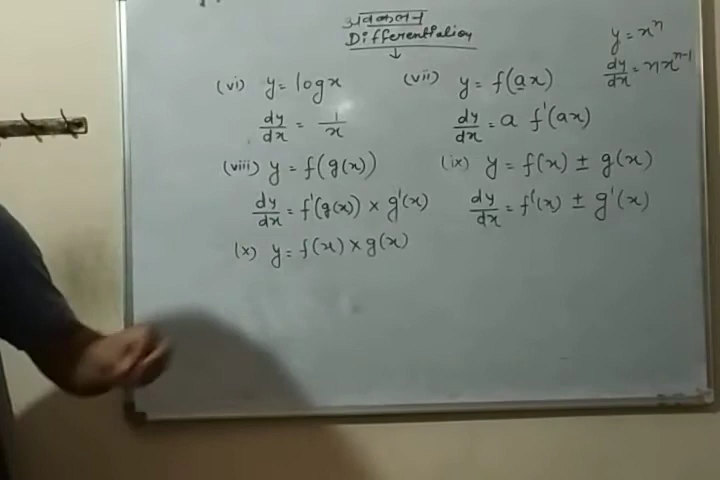 अवकलन
Differentiation
↓
y = xⁿ
dy/dx = nxⁿ⁻¹
(vi) y = logx
dy/dx = 1/x
(vii) y = f(ax)
dy/dx = a f'(ax)
(viii) y = f(g(x))
dy/dx = f'(g(x)) × g'(x)
(ix) y = f(x) ± g(x)
dy/dx = f'(x) ± g'(x)
(x) y = f(x) × g(x)